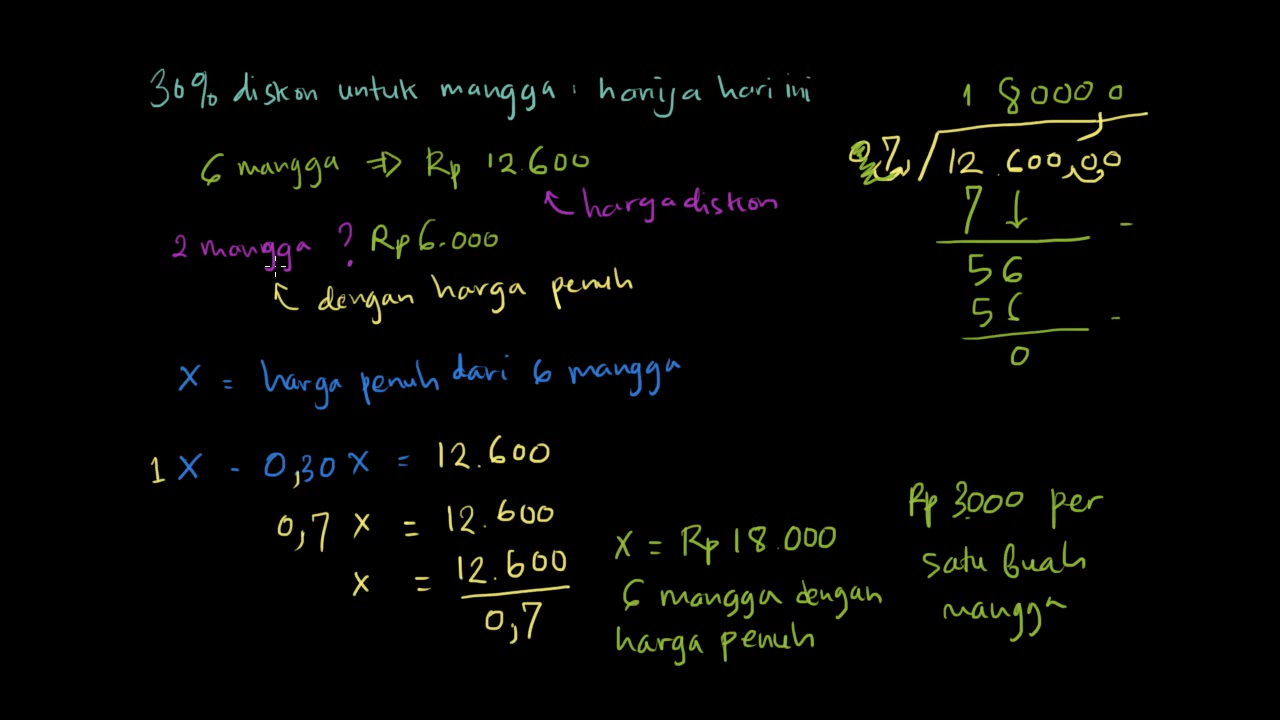 30% diskon untuk mangga : hanya hari ini
6 mangga ⇒ Rp 12.600
↖ harga diskon
2 mangga ? Rp 6.000
↖ dengan harga penuh
X = harga penuh dari 6 mangga
1 X - 0,30 X = 12.600
0,7 X = 12.600
X = 12.600
0,7
X = Rp 18.000
6 mangga dengan
harga penuh
Rp 3.000 per
satu buah
mangga
1 8000 0
0,7 / 12.600,00
7 ↓ -
56
56 -
0